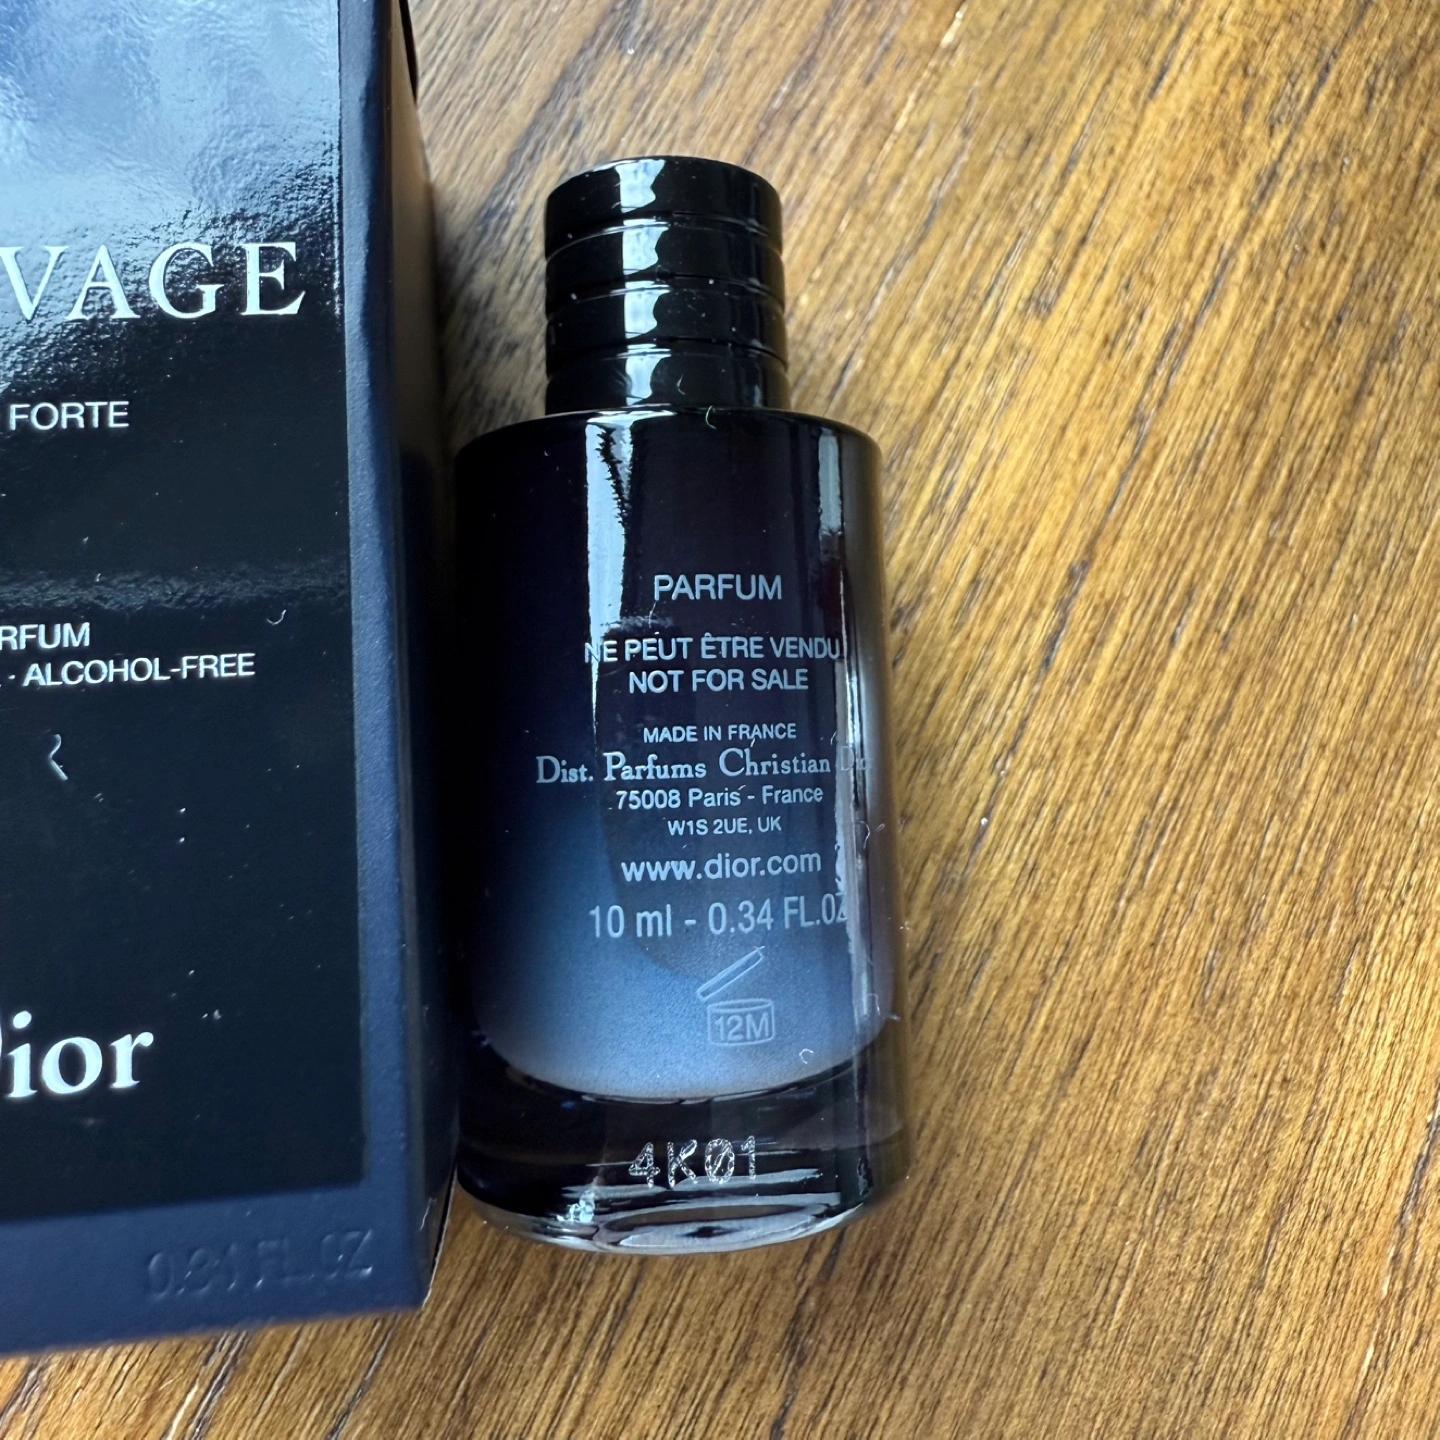 VAGE
FORTE
RFUM
· ALCOHOL-FREE
Dior
0.34 FL.OZ
PARFUM
NE PEUT ÊTRE VENDU
NOT FOR SALE
MADE IN FRANCE
Dist. Parfums Christian Dior
75008 Paris - France
W1S 2UE, UK
www.dior.com
10 ml - 0.34 FL.OZ
12M
4K01